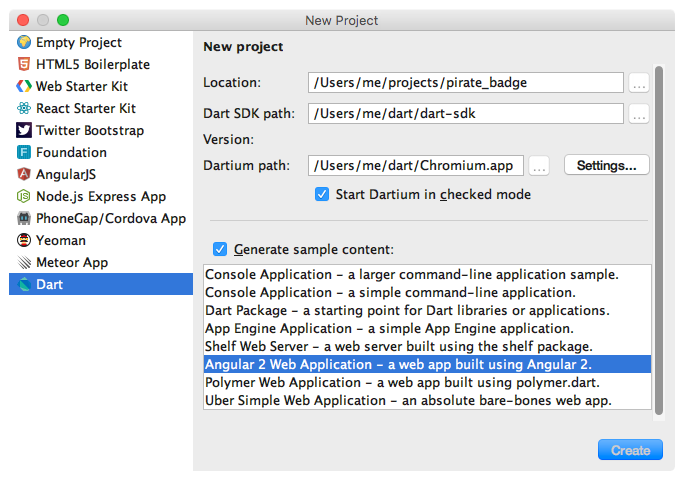 New Project
Empty Project
HTML5 Boilerplate
Web Starter Kit
React Starter Kit
Twitter Bootstrap
Foundation
AngularJS
Node.js Express App
PhoneGap/Cordova App
Yeoman
Meteor App
Dart
New project
Location: /Users/me/projects/pirate_badge ...
Dart SDK path: /Users/me/dart/dart-sdk ...
Version:
Dartium path: /Users/me/dart/Chromium.app ... Settings...
Start Dartium in checked mode
Generate sample content:
Console Application – a larger command-line application sample.
Console Application – a simple command-line application.
Dart Package – a starting point for Dart libraries or applications.
App Engine Application – a simple App Engine application.
Shelf Web Server – a web server built using the shelf package.
Angular 2 Web Application – a web app built using Angular 2.
Polymer Web Application – a web app built using polymer.dart.
Uber Simple Web Application – an absolute bare-bones web app.
Create